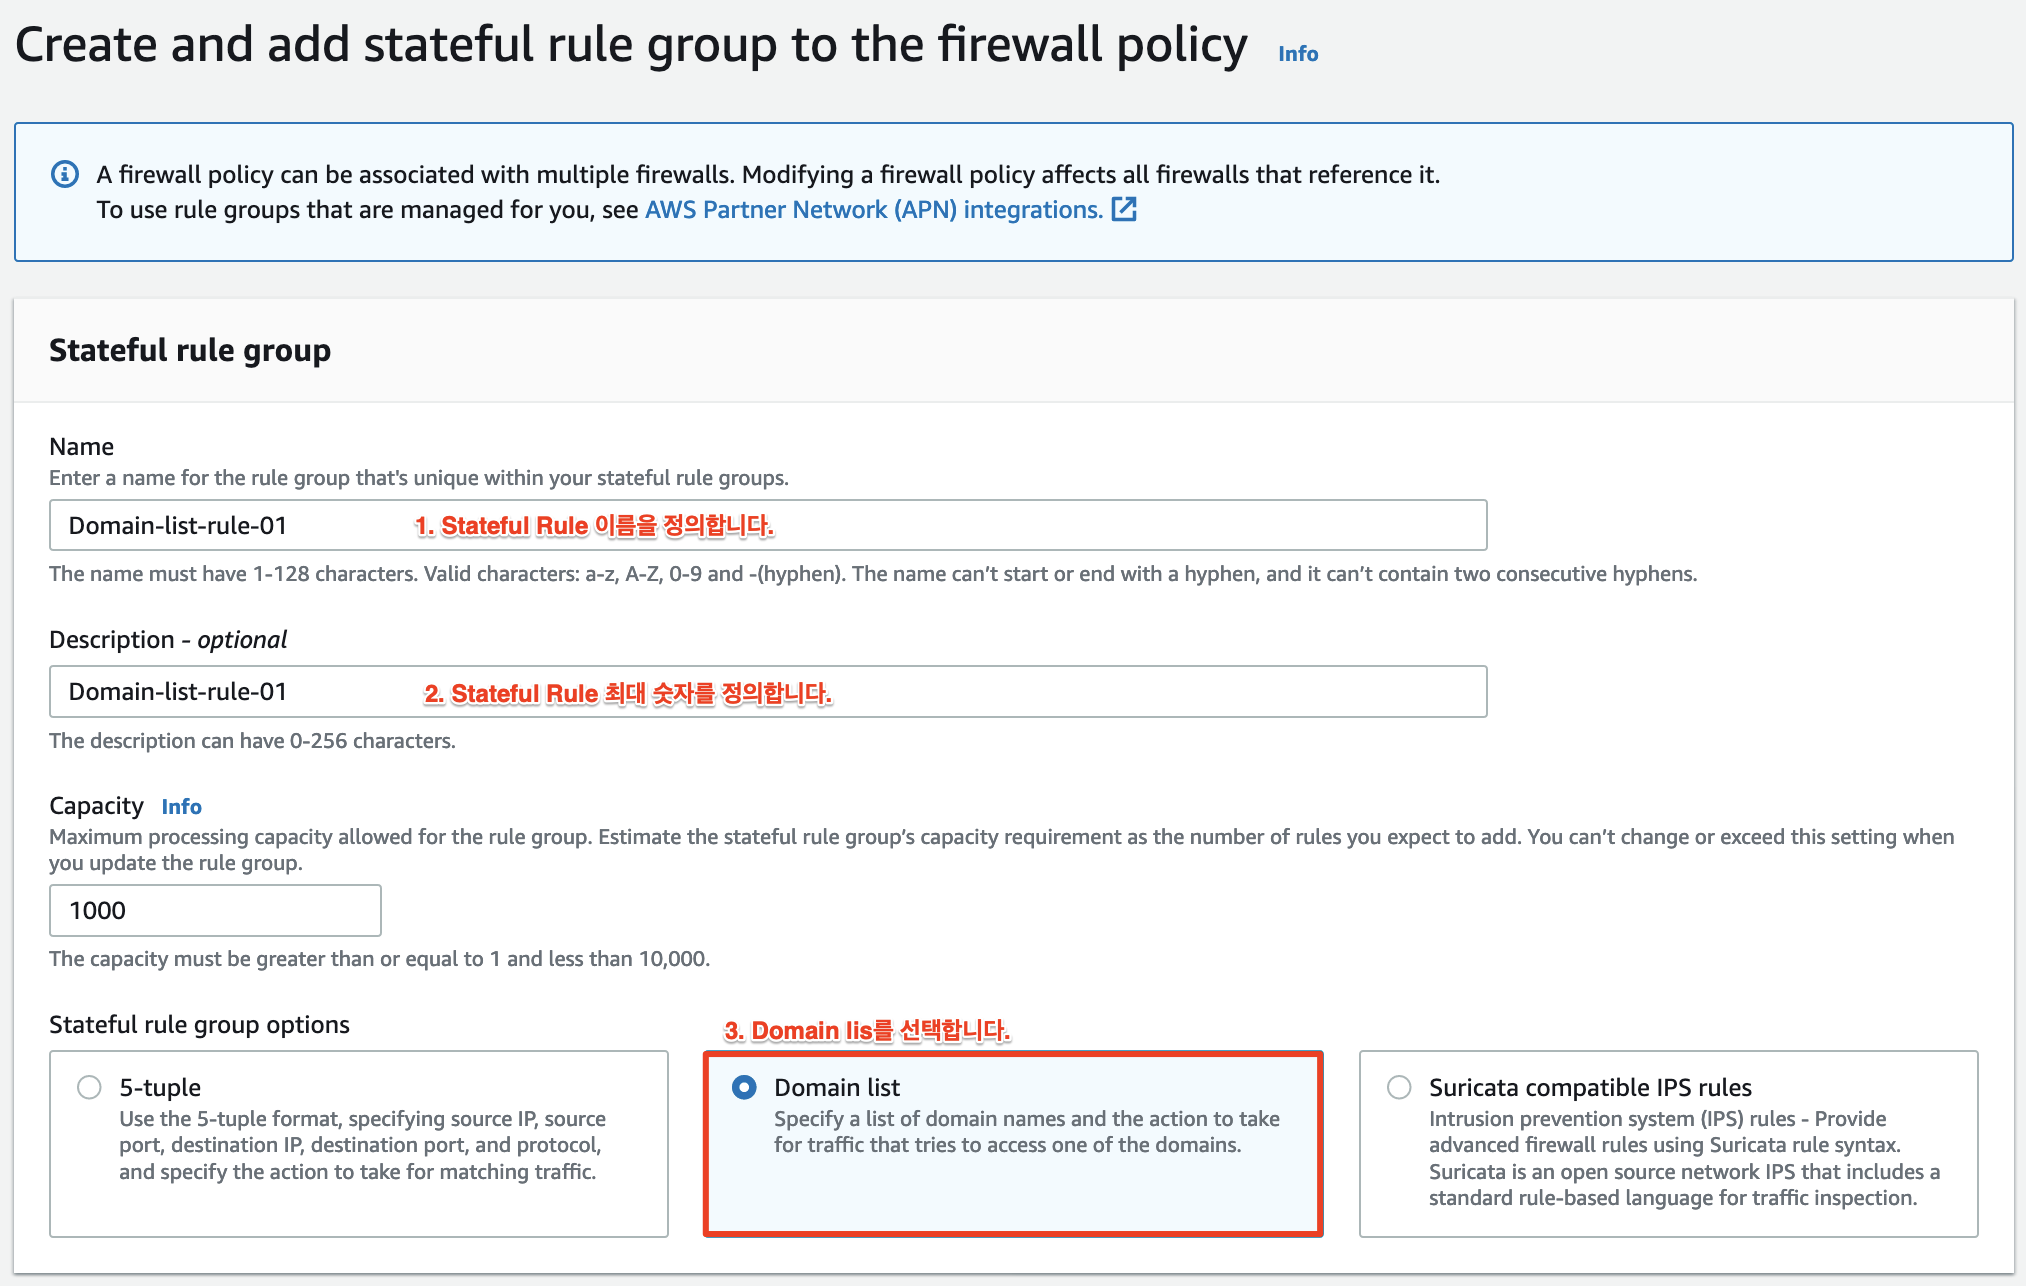 Create and add stateful rule group to the firewall policy Info
A firewall policy can be associated with multiple firewalls. Modifying a firewall policy affects all firewalls that reference it.
To use rule groups that are managed for you, see AWS Partner Network (APN) integrations.
Stateful rule group
Name
Enter a name for the rule group that's unique within your stateful rule groups.
Domain-list-rule-01 1. Stateful Rule 이름을 정의합니다.
The name must have 1-128 characters. Valid characters: a-z, A-Z, 0-9 and -(hyphen). The name can’t start or end with a hyphen, and it can’t contain two consecutive hyphens.
Description - optional
Domain-list-rule-01 2. Stateful Rule 최대 숫자를 정의합니다.
The description can have 0-256 characters.
Capacity Info
Maximum processing capacity allowed for the rule group. Estimate the stateful rule group’s capacity requirement as the number of rules you expect to add. You can’t change or exceed this setting when
you update the rule group.
1000
The capacity must be greater than or equal to 1 and less than 10,000.
Stateful rule group options
3. Domain lis를 선택합니다.
5-tuple
Use the 5-tuple format, specifying source IP, source
port, destination IP, destination port, and protocol,
and specify the action to take for matching traffic.
Domain list
Specify a list of domain names and the action to take
for traffic that tries to access one of the domains.
Suricata compatible IPS rules
Intrusion prevention system (IPS) rules - Provide
advanced firewall rules using Suricata rule syntax.
Suricata is an open source network IPS that includes a
standard rule-based language for traffic inspection.